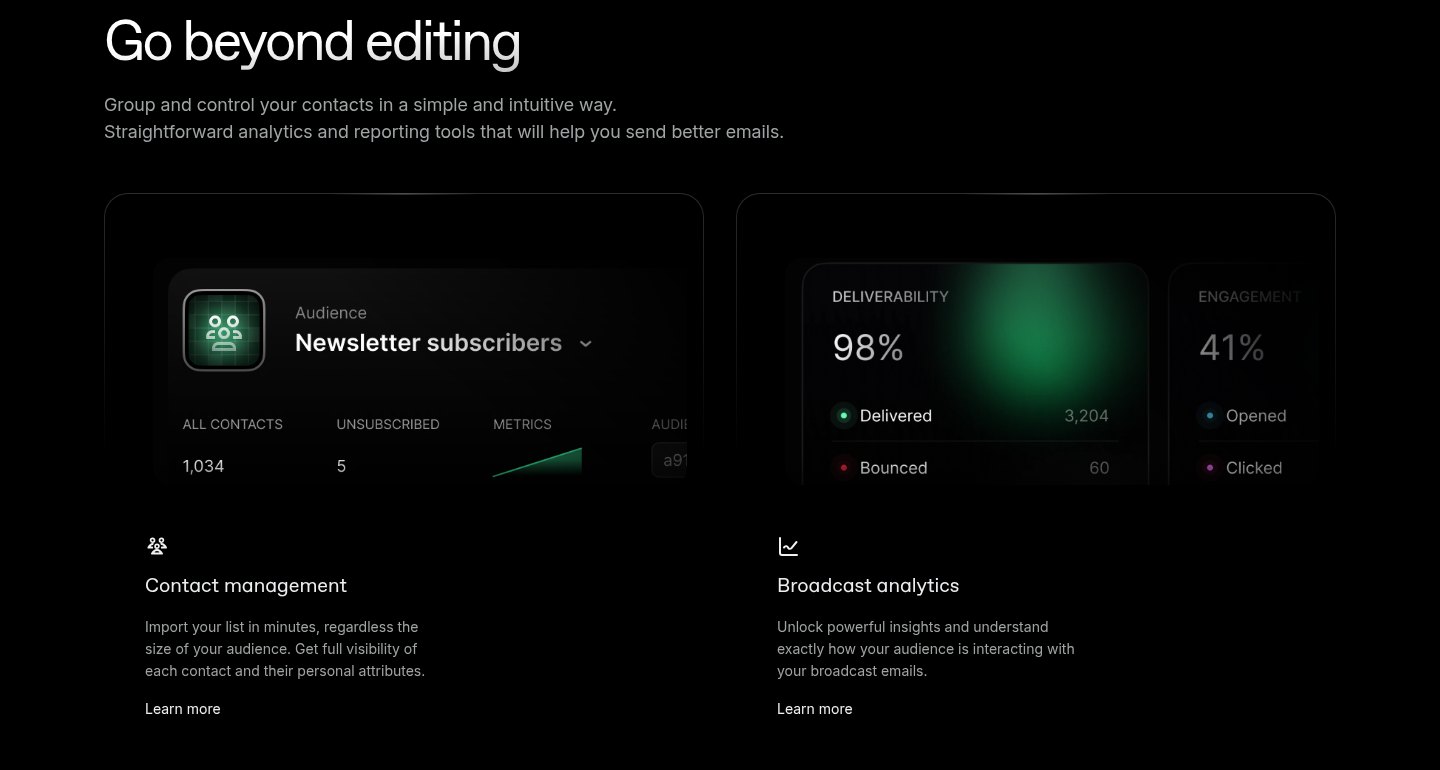 Go beyond editing
Group and control your contacts in a simple and intuitive way.
Straightforward analytics and reporting tools that will help you send better emails.
Audience
Newsletter subscribers
ALL CONTACTS UNSUBSCRIBED METRICS AUDIE
1,034 5 a91
DELIVERABILITY
98%
Delivered 3,204
Bounced 60
ENGAGEMENT
41%
Opened
Clicked
Contact management
Import your list in minutes, regardless the
size of your audience. Get full visibility of
each contact and their personal attributes.
Learn more
Broadcast analytics
Unlock powerful insights and understand
exactly how your audience is interacting with
your broadcast emails.
Learn more